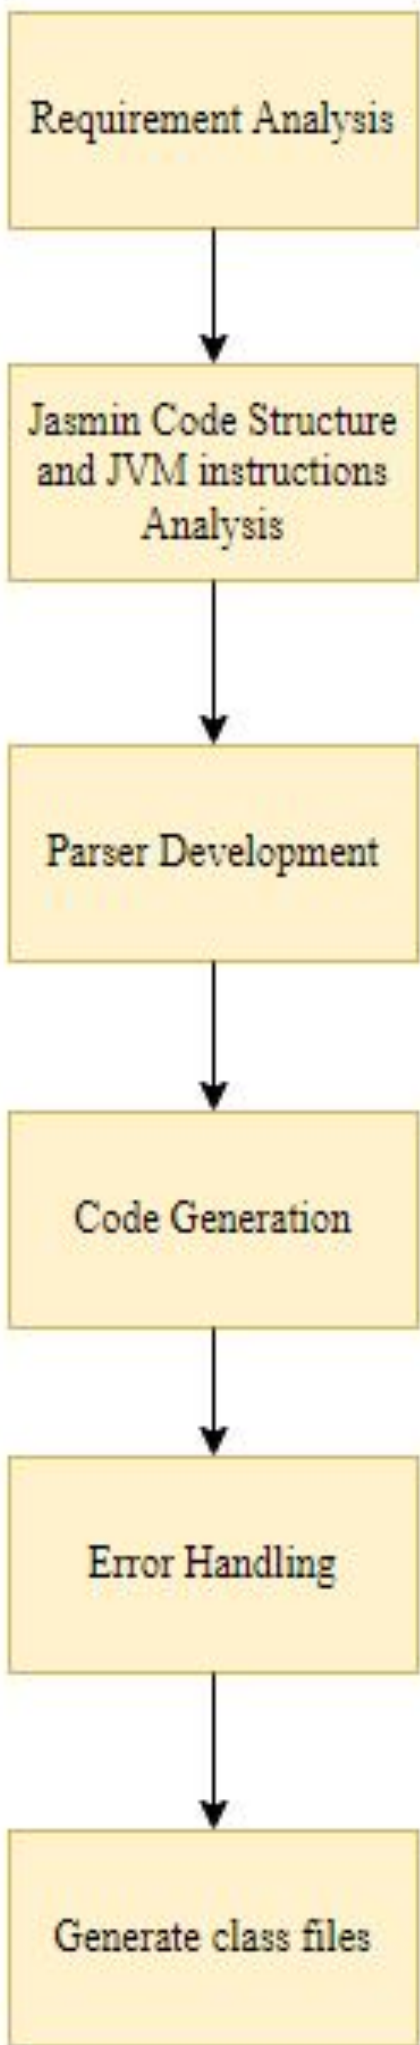 Requirement Analysis
Jasmin Code Structure
and JVM instructions
Analysis
Parser Development
Code Generation
Error Handling
Generate class files